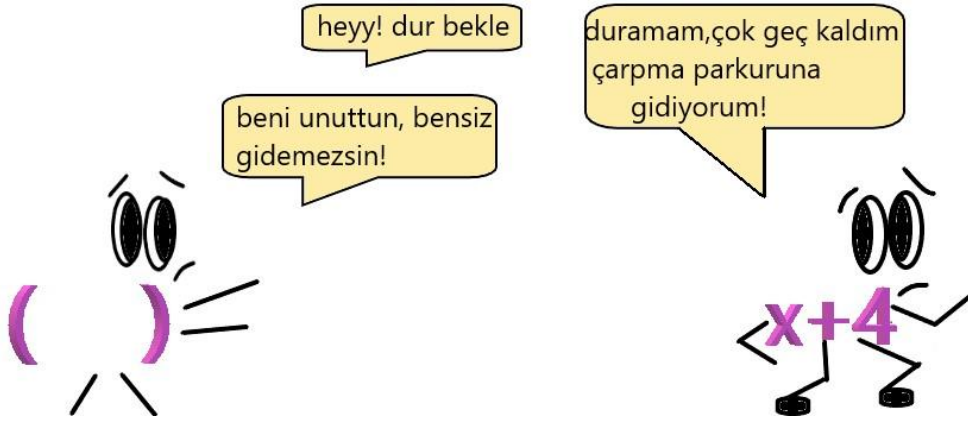 heyy! dur bekle
beni unuttun, bensiz
gidemezsin!
duramam,çok geç kaldım
çarpma parkuruna
gidiyorum!
( )
x+4